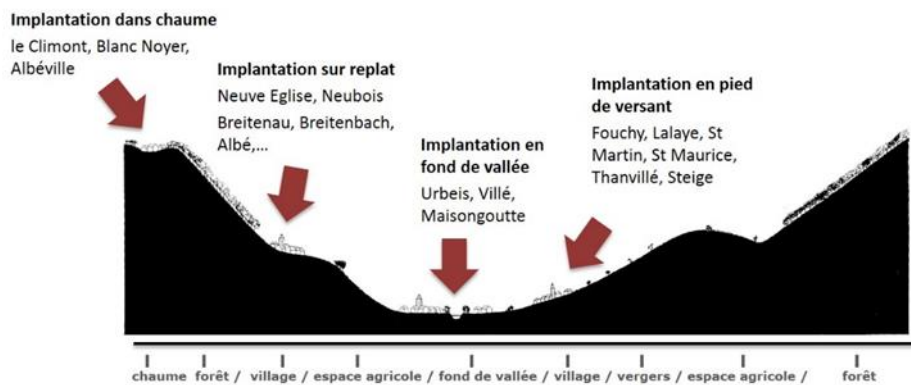 Implantation dans chaume
le Climont, Blanc Noyer,
Albéville
Implantation sur replat
Neuve Eglise, Neubois
Breitenau, Breitenbach,
Albé,...
Implantation en
fond de vallée
Urbeis, Villé,
Maisongoutte
Implantation en pied
de versant
Fouchy, Lalaye, St
Martin, St Maurice,
Thanvillé, Steige
chaume forêt / village / espace agricole / fond de vallée / village / vergers / espace agricole / forêt